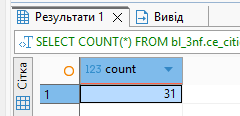 Результати 1
Вивід
SELECT COUNT(*) FROM bl_3nf.ce_citi
Сітка
123 count
1
31